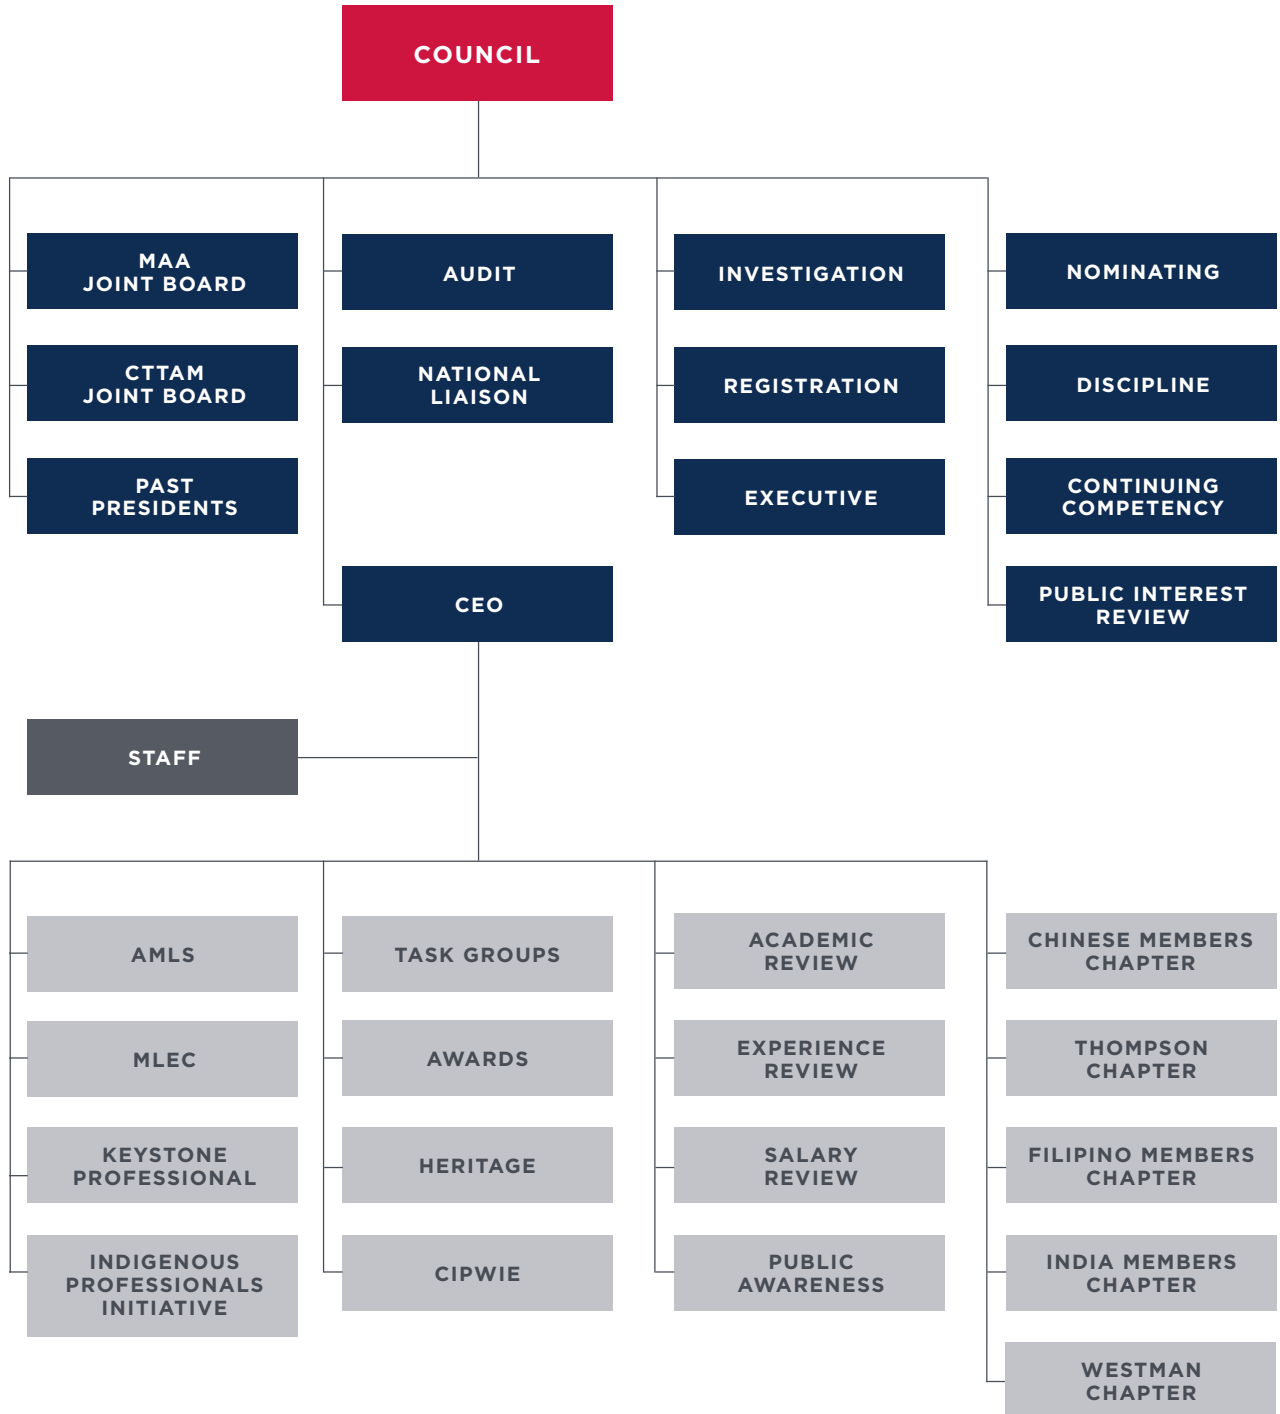 COUNCIL
MAA
JOINT BOARD
AUDIT
INVESTIGATION
NOMINATING
CTTAM
JOINT BOARD
NATIONAL
LIAISON
REGISTRATION
DISCIPLINE
PAST
PRESIDENTS
EXECUTIVE
CONTINUING
COMPETENCY
CEO
PUBLIC INTEREST
REVIEW
STAFF
AMLS
TASK GROUPS
ACADEMIC
REVIEW
CHINESE MEMBERS
CHAPTER
MLEC
AWARDS
EXPERIENCE
REVIEW
THOMPSON
CHAPTER
KEYSTONE
PROFESSIONAL
HERITAGE
SALARY
REVIEW
FILIPINO MEMBERS
CHAPTER
INDIGENOUS
PROFESSIONALS
INITIATIVE
CIPWIE
PUBLIC
AWARENESS
INDIA MEMBERS
CHAPTER
WESTMAN
CHAPTER